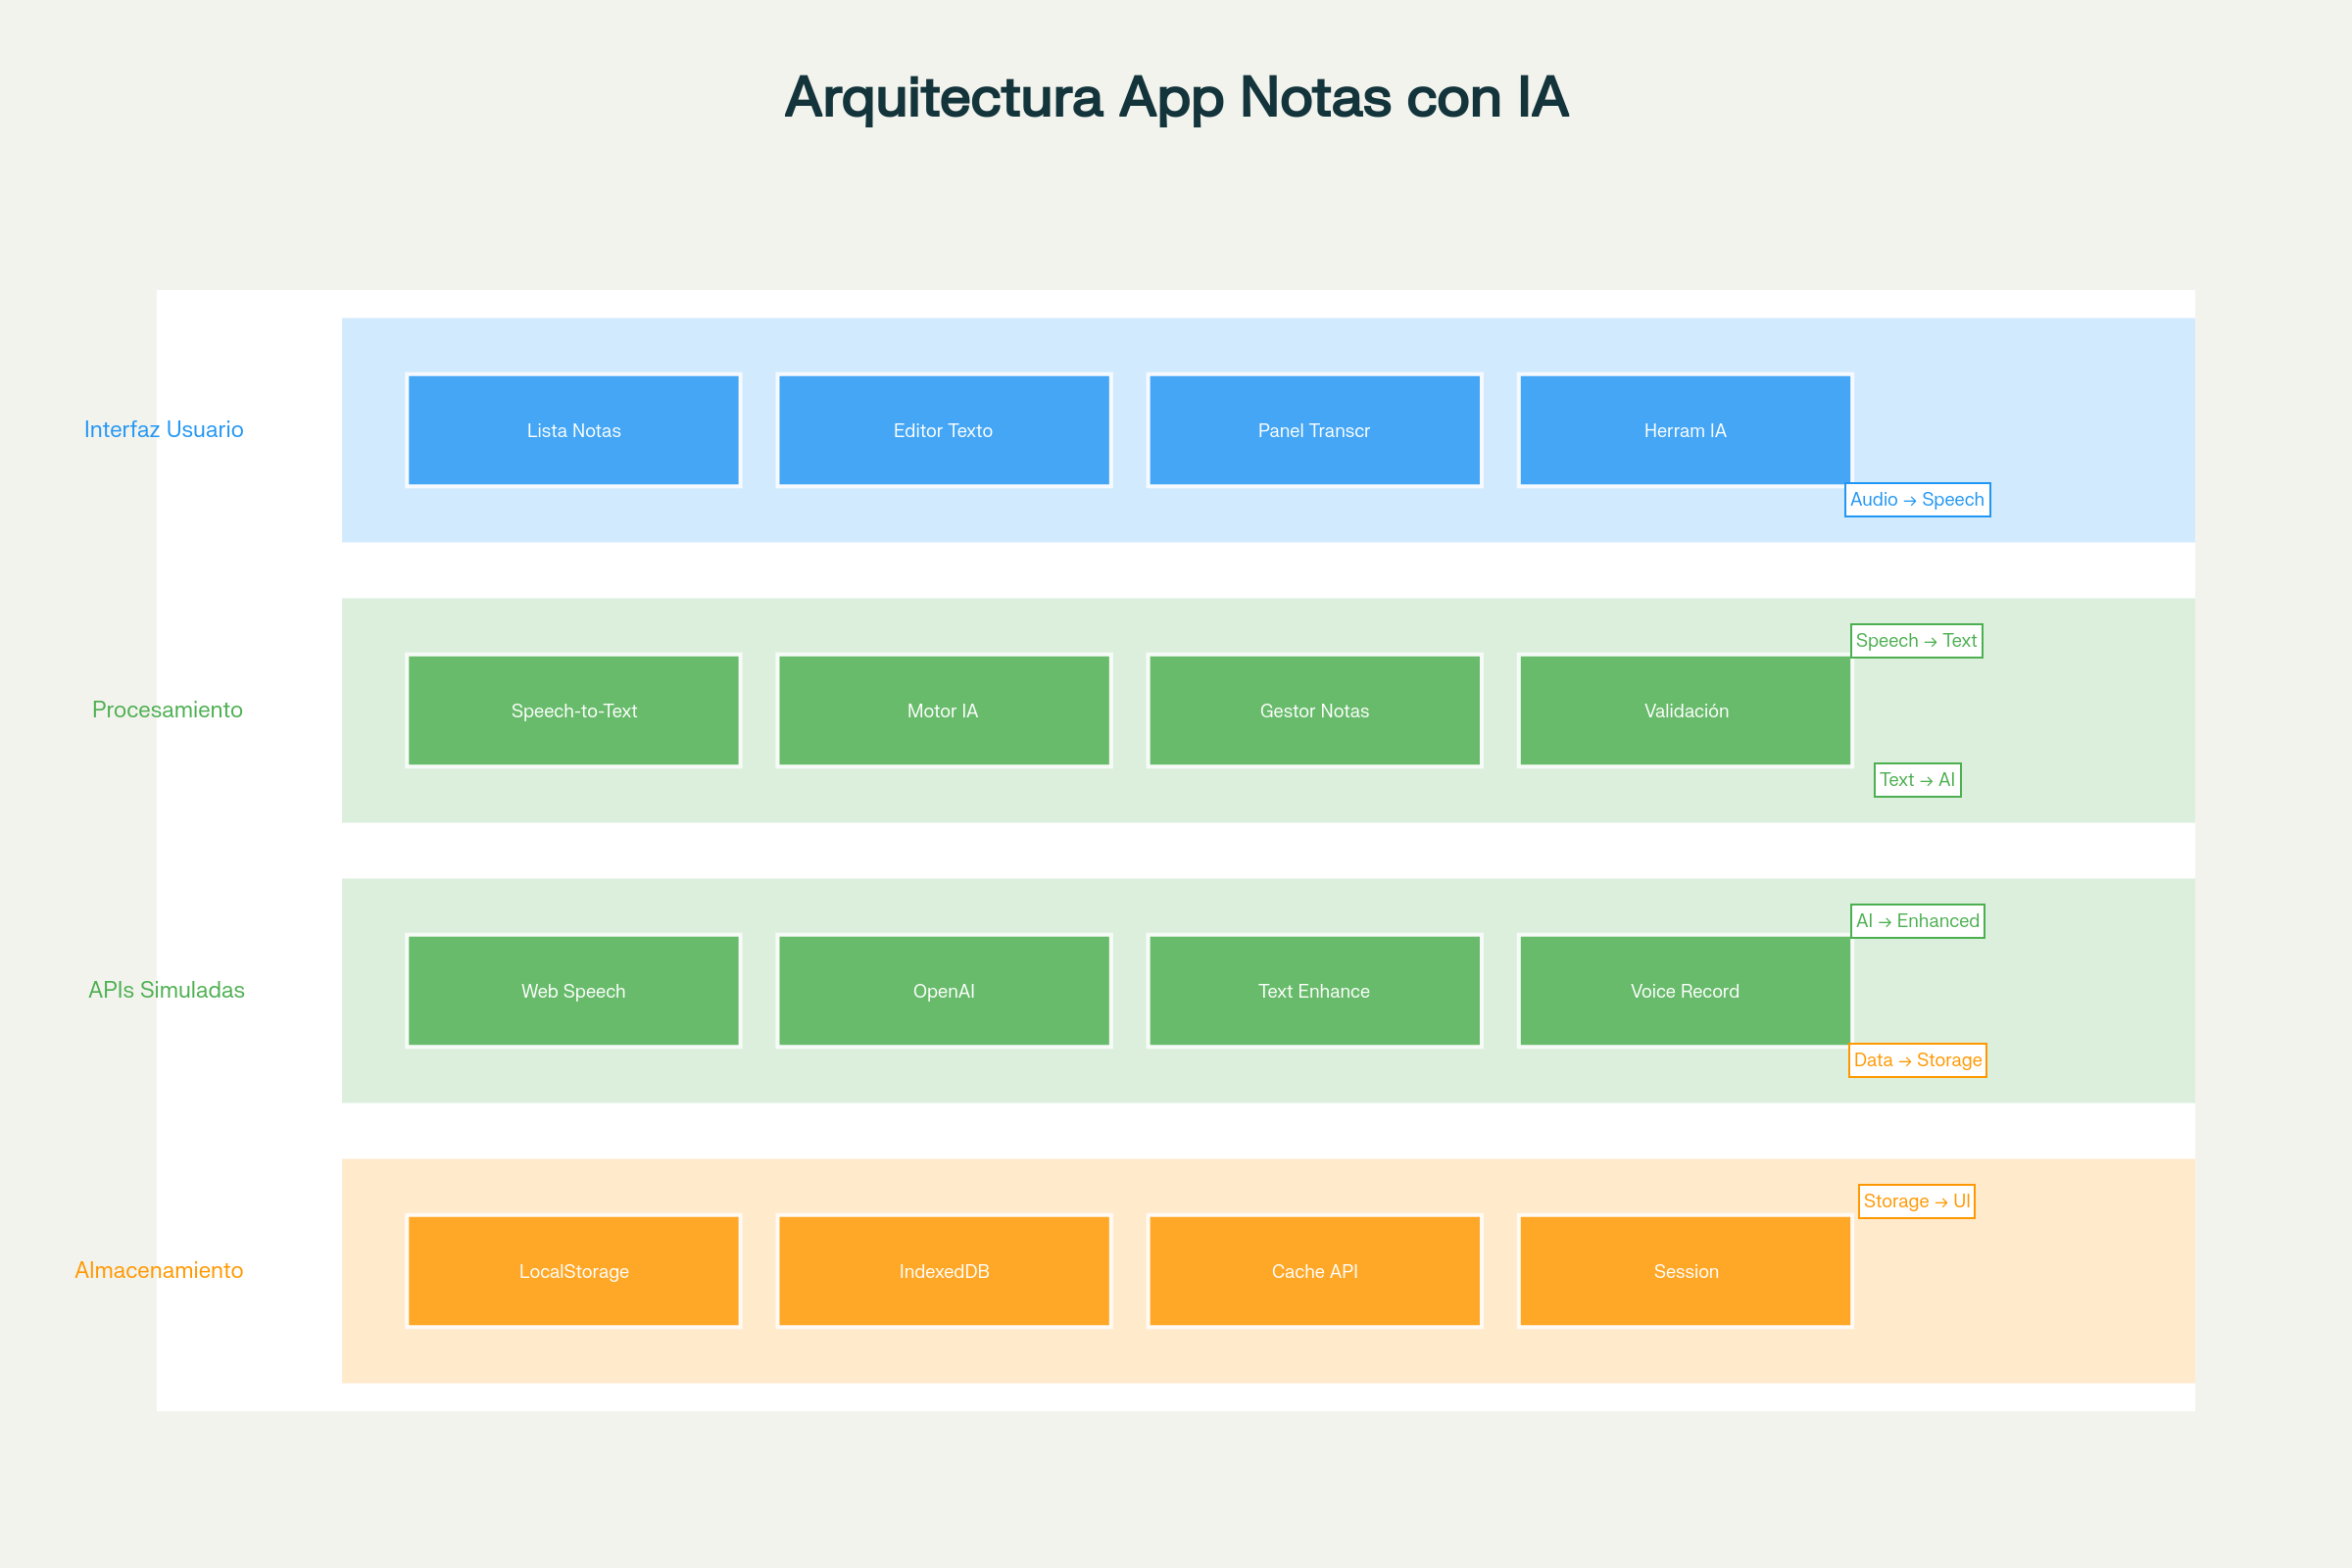 Arquitectura App Notas con IA
Interfaz Usuario
Lista Notas
Editor Texto
Panel Transcr
Herram IA
Audio → Speech
Speech → Text
Procesamiento
Speech-to-Text
Motor IA
Gestor Notas
Validación
Text → AI
AI → Enhanced
APIs Simuladas
Web Speech
OpenAI
Text Enhance
Voice Record
Data → Storage
Storage → UI
Almacenamiento
LocalStorage
IndexedDB
Cache API
Session